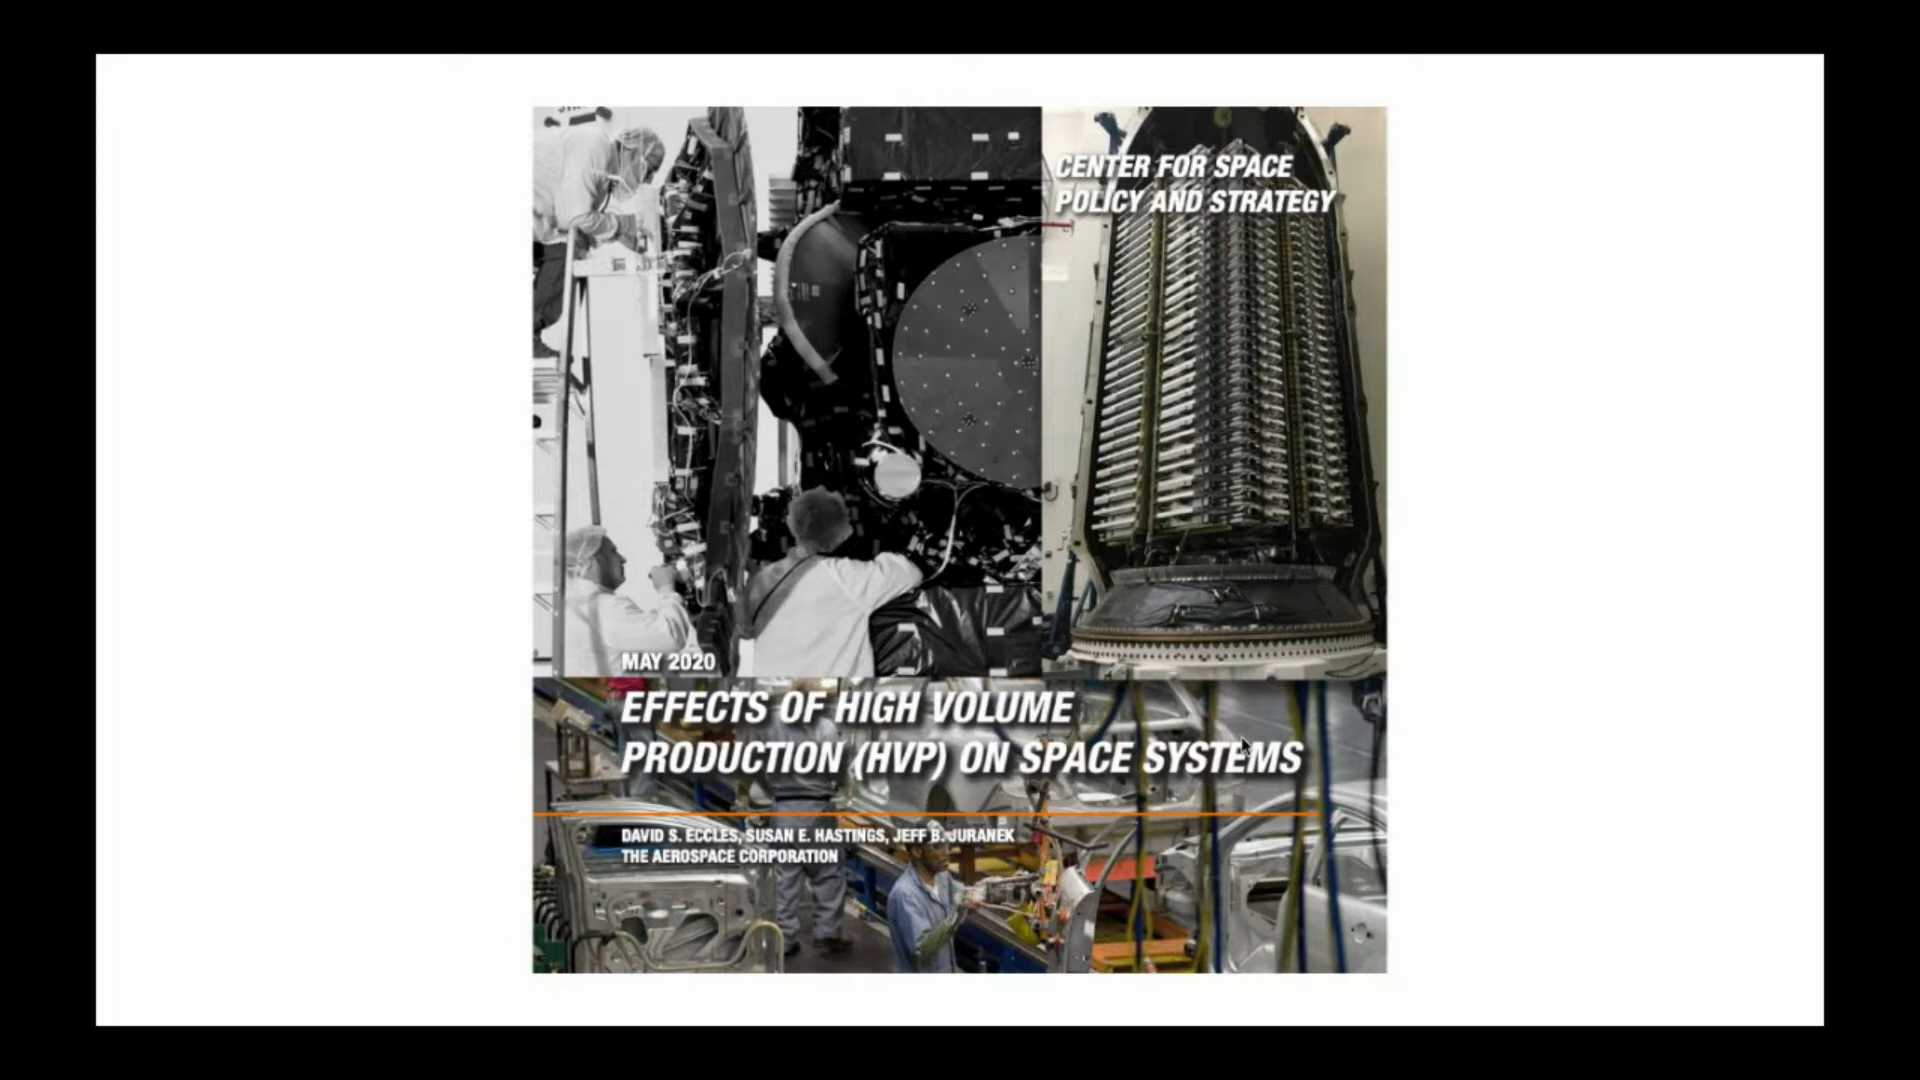 CENTER FOR SPACE
POLICY AND STRATEGY
MAY 2020
EFFECTS OF HIGH VOLUME
PRODUCTION (HVP) ON SPACE SYSTEMS
DAVID S. ECCLES, SUSAN E. HASTINGS, JEFF B. JURANEK
THE AEROSPACE CORPORATION